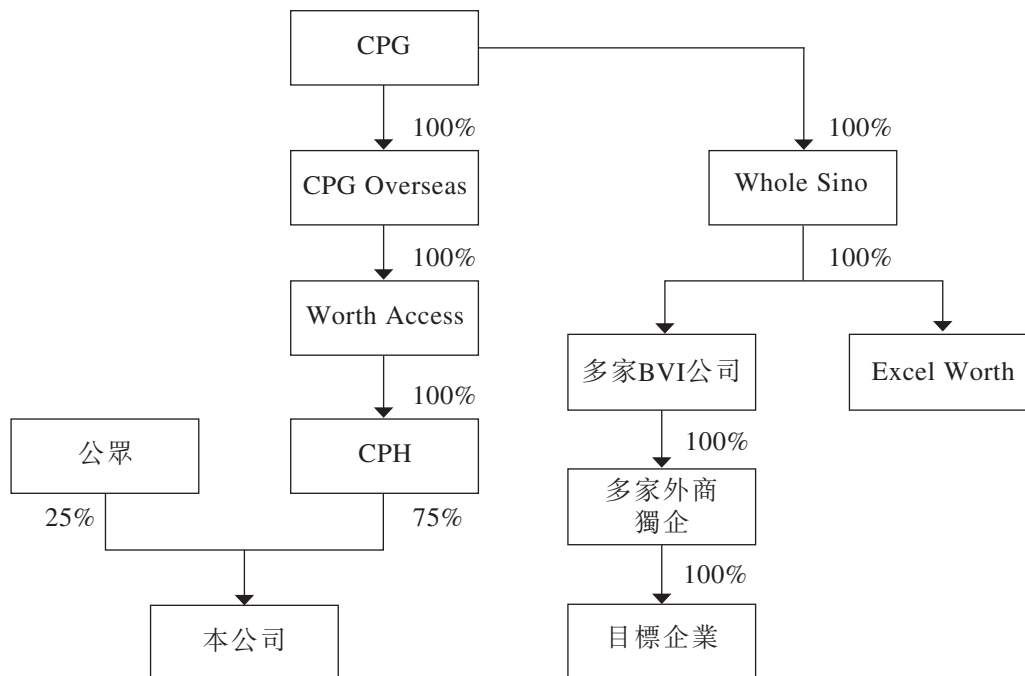 CPG
100%
100%
CPG Overseas
Whole Sino
100%
100%
Worth Access
多家BVI公司
Excel Worth
100%
公眾
CPH
100%
多家外商
獨企
25%
75%
100%
本公司
目標企業